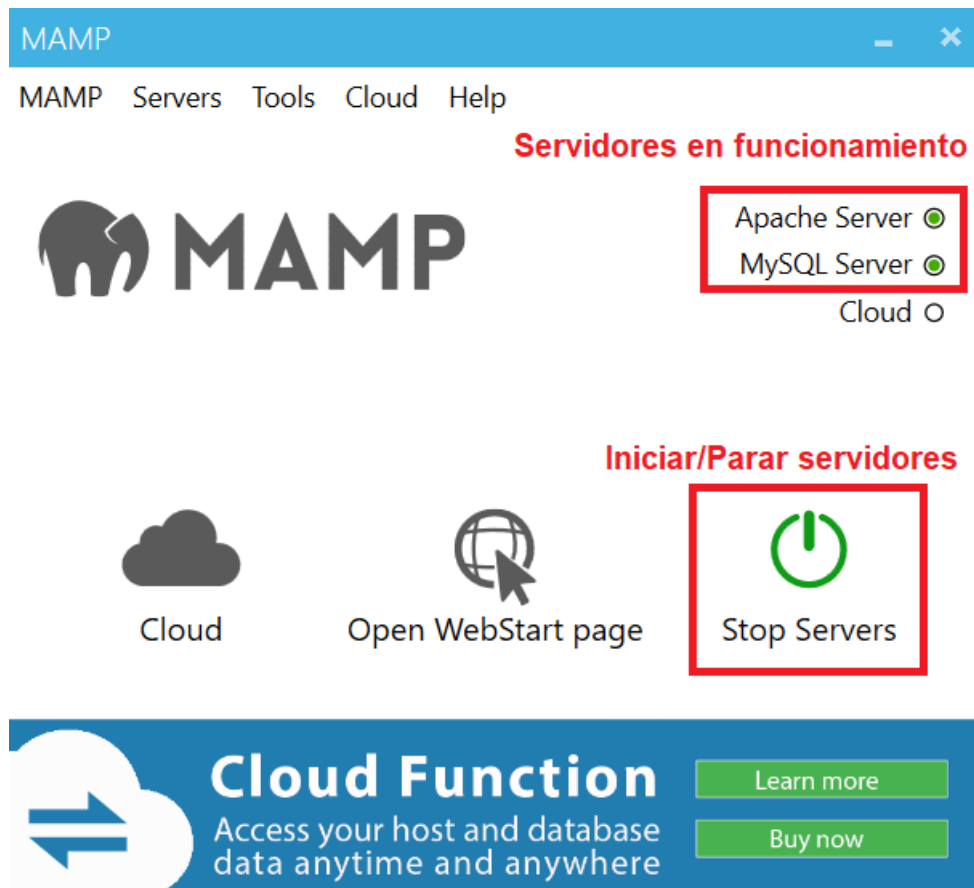 MAMP
MAMP Servers Tools Cloud Help
Servidores en funcionamiento
MAMP
Apache Server
MySQL Server
Cloud
Iniciar/Parar servidores
Cloud
Open WebStart page
Stop Servers
Cloud Function
Access your host and database
data anytime and anywhere
Learn more
Buy now